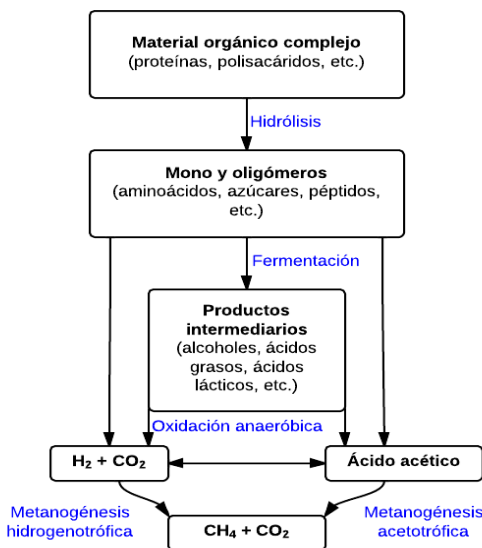 Material orgánico complejo
(proteínas, polisacáridos, etc.)
Hidrólisis
Mono y oligómeros
(aminoácidos, azúcares, péptidos,
etc.)
Fermentación
Productos
intermediarios
(alcoholes, ácidos
grasos, ácidos
lácticos, etc.)
Oxidación anaeróbica
H₂ + CO₂
Ácido acético
Metanogénesis
hidrogenotrófica
CH₄ + CO₂
Metanogénesis
acetotrófica